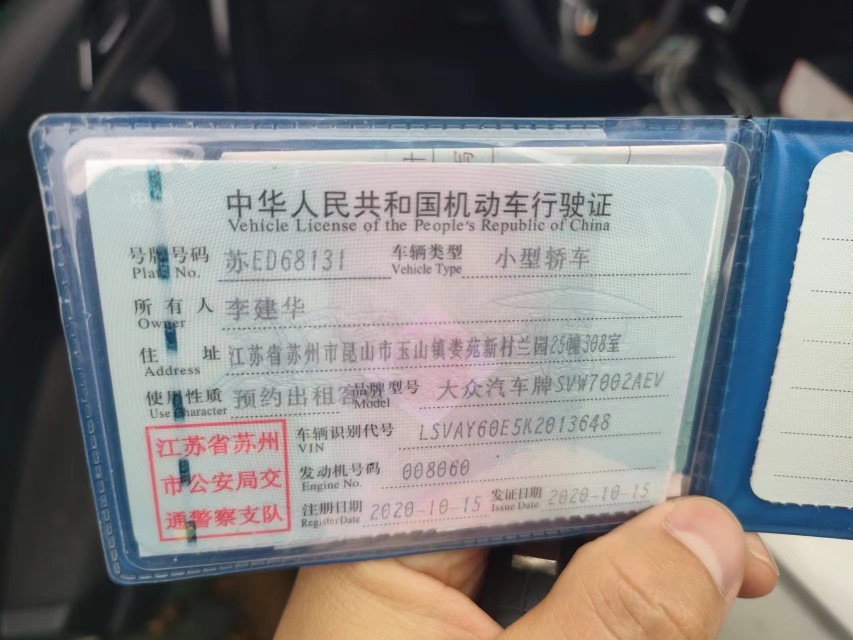 中华人民共和国机动车行驶证
Vehicle License of the People's Republic of China
号牌号码 苏ED68131 车辆类型 小型轿车
Plate No. Vehicle Type
所有人 李建华
Owner
住址 江苏省苏州市昆山市玉山镇娄苑新村兰园25幢308室
Address
使用性质 预约出租客 品牌型号 大众汽车牌SVW7002AEV
Use Character Model
江苏省苏州
市公安局交
通警察支队
车辆识别代号 LSVAY60E5K2013648
VIN
发动机号码 008060
Engine No.
注册日期 2020-10-15 发证日期 2020-10-15
Register Date Issue Date